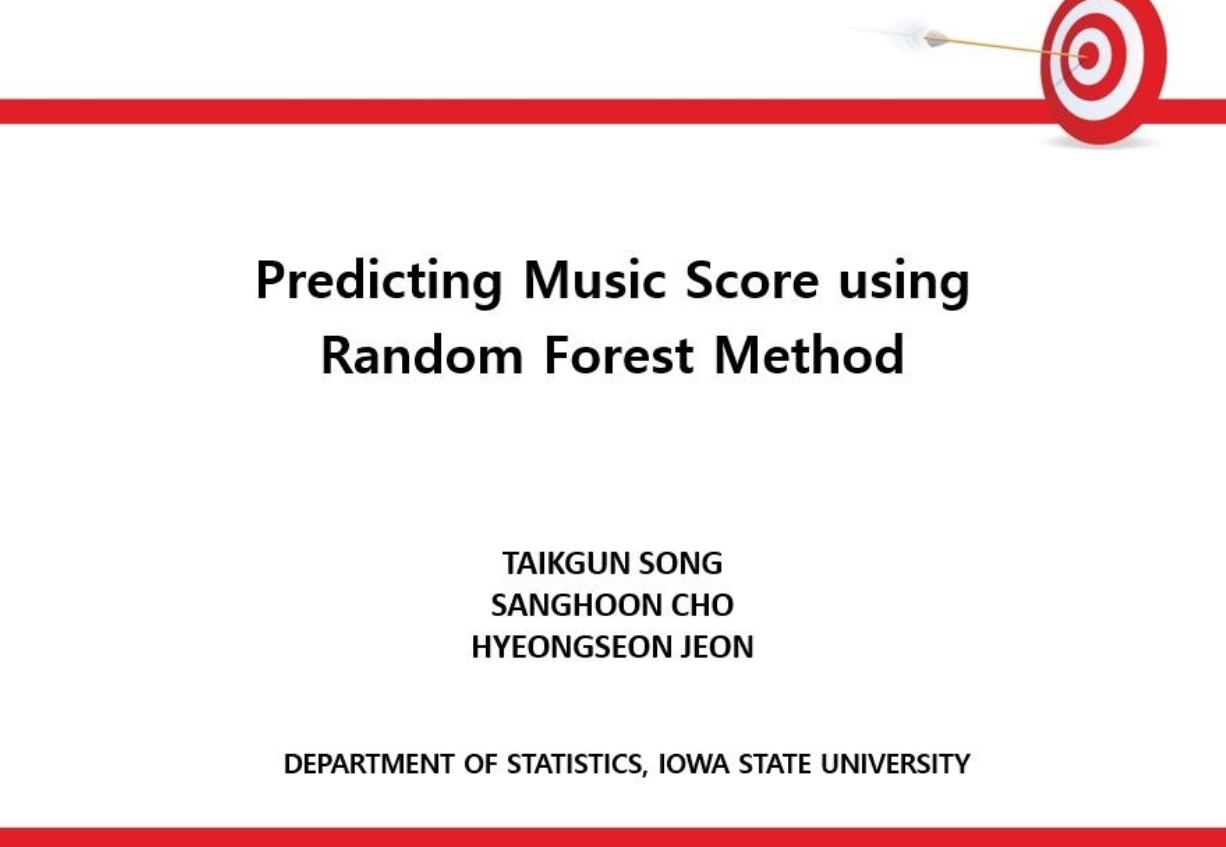 Predicting Music Score using
Random Forest Method
TAIKGUN SONG
SANGHOON CHO
HYEONGSEON JEON
DEPARTMENT OF STATISTICS, IOWA STATE UNIVERSITY